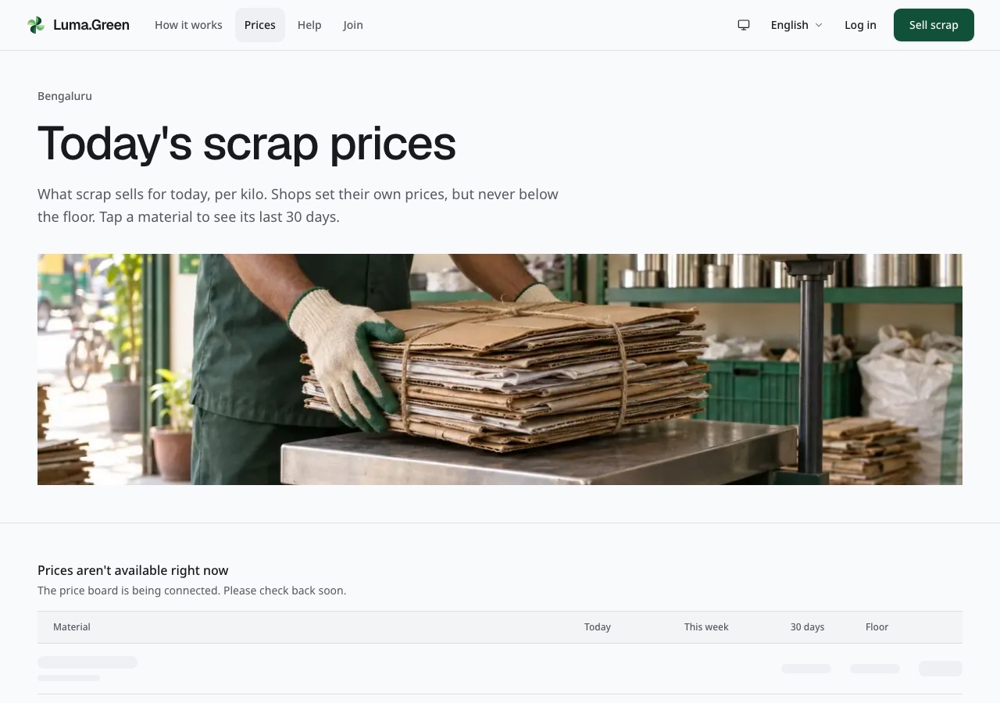 Luma.Green
How it works
Prices
Help
Join
English
Log in
Sell scrap
Bengaluru
Today's scrap prices
What scrap sells for today, per kilo. Shops set their own prices, but never below
the floor. Tap a material to see its last 30 days.
Prices aren't available right now
The price board is being connected. Please check back soon.
Material
Today
This week
30 days
Floor